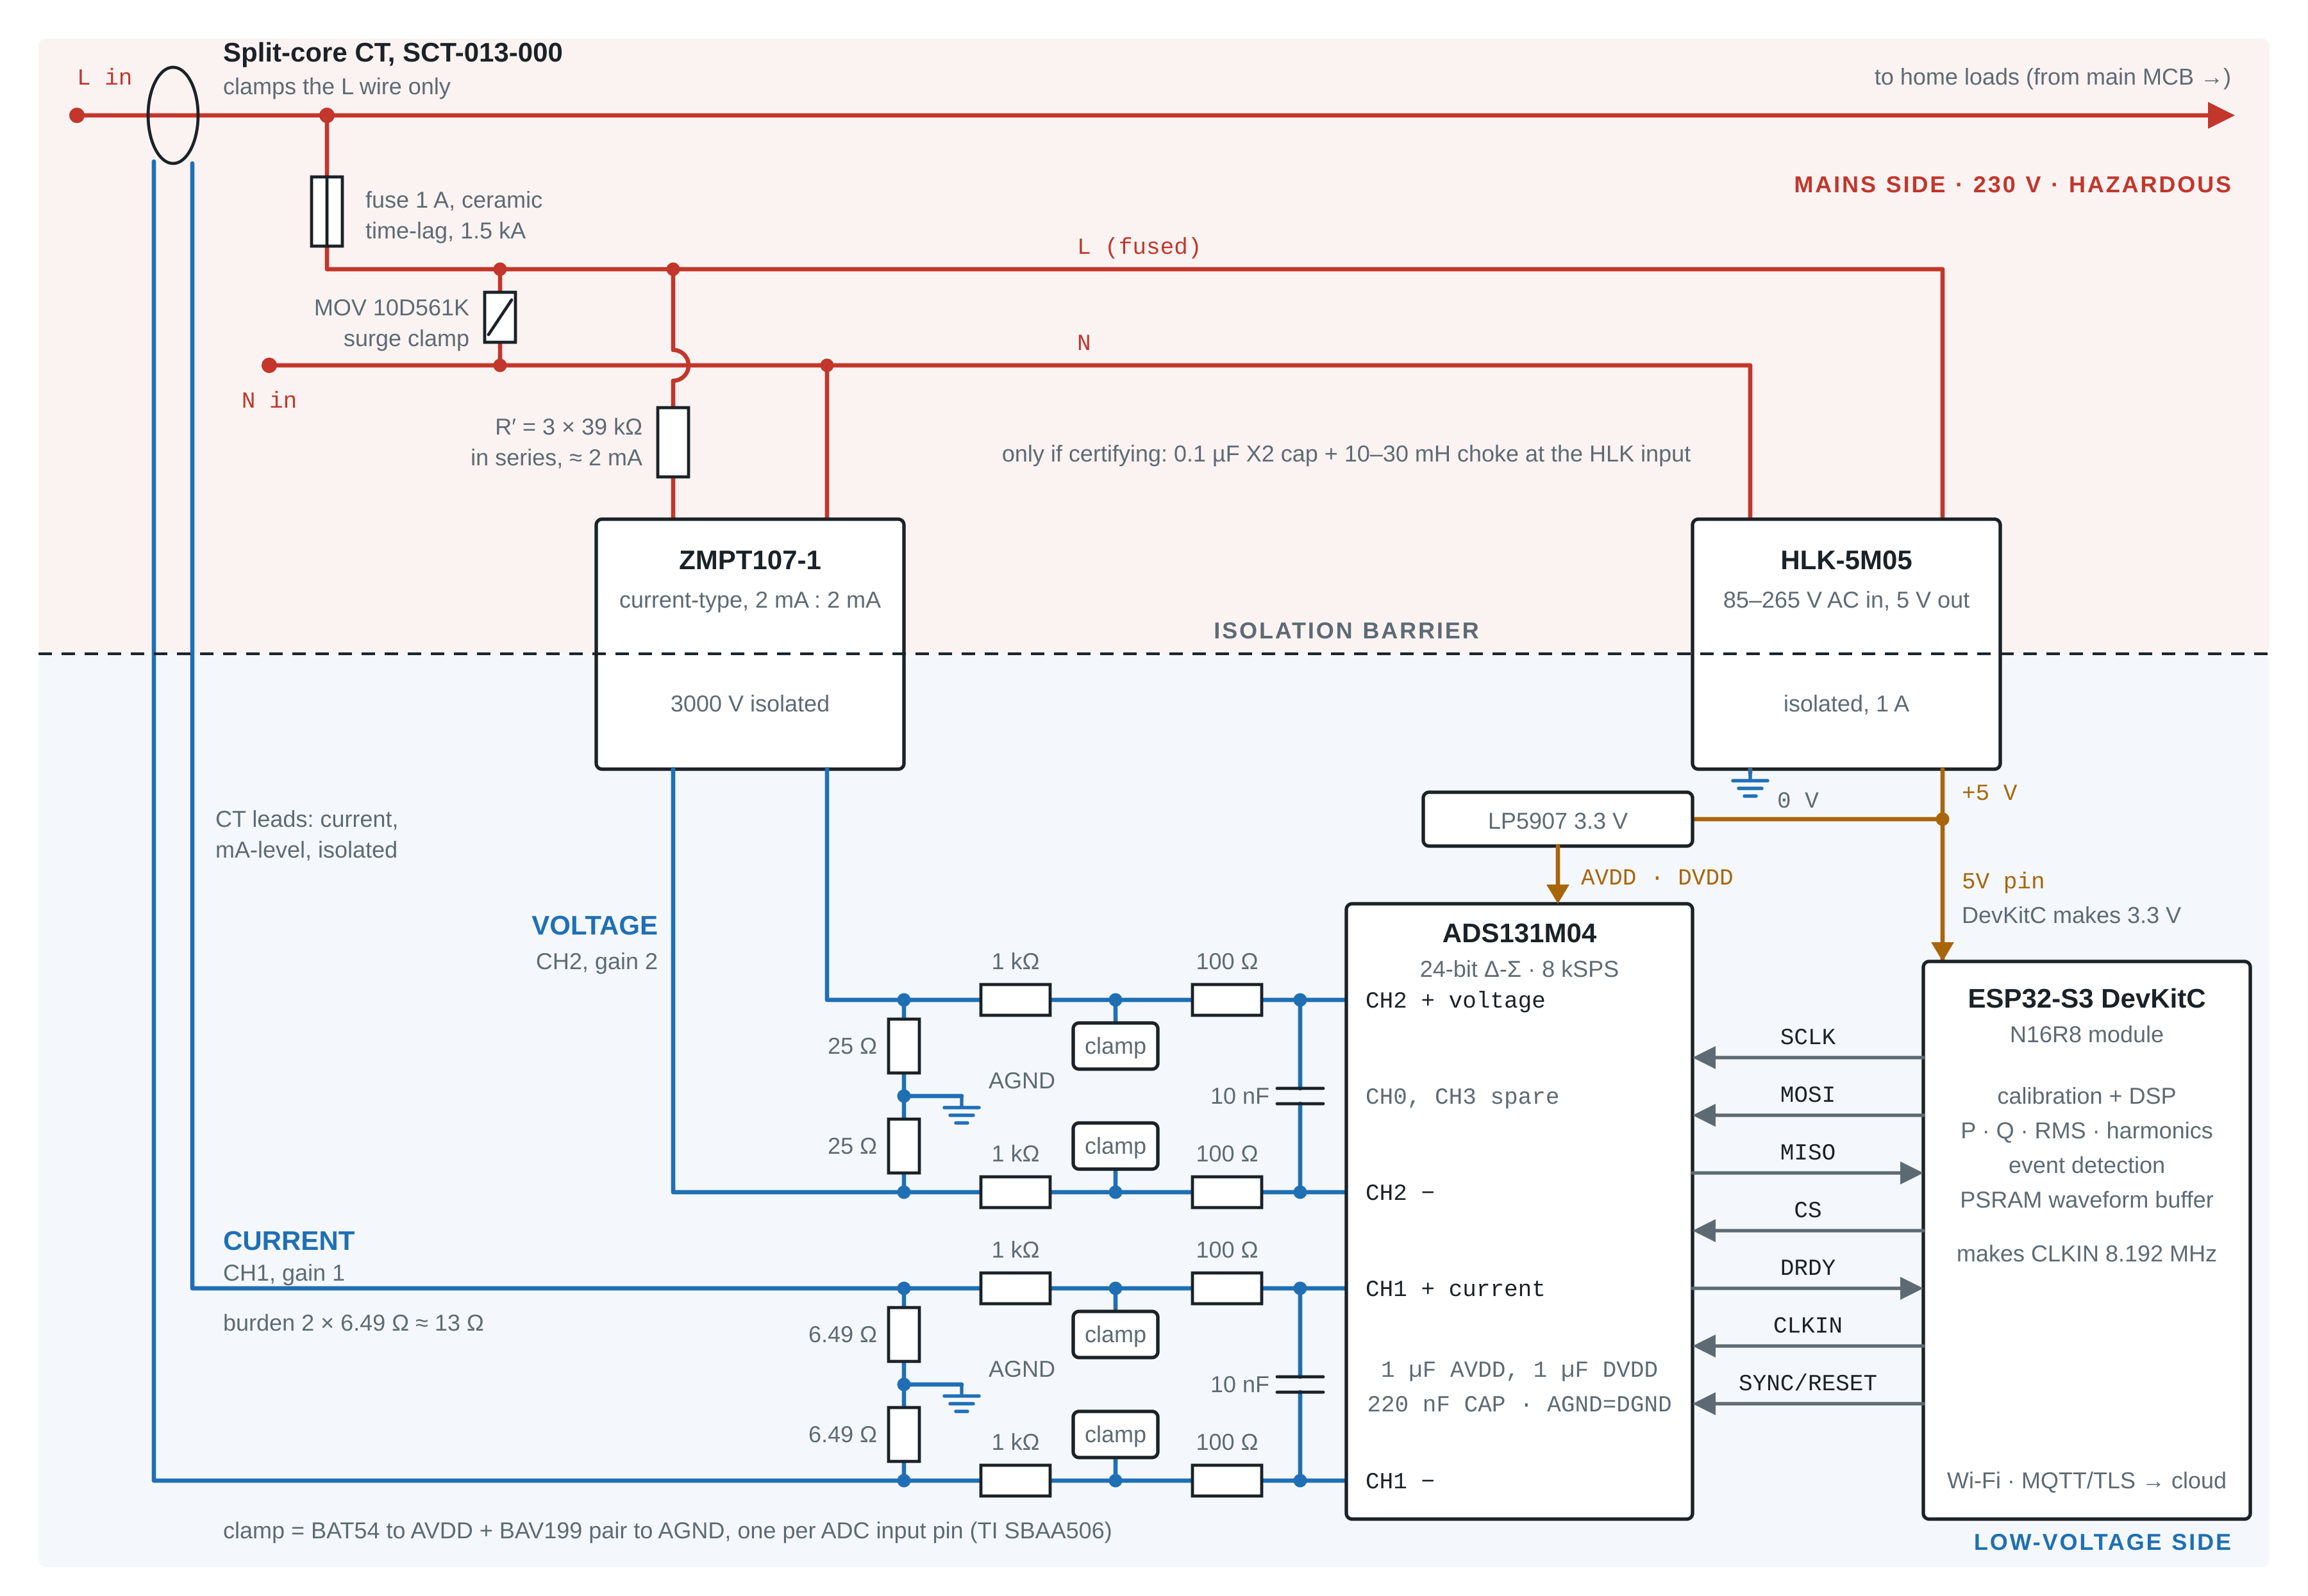 Split-core CT, SCT-013-000
clamps the L wire only
L in
to home loads (from main MCB →)
MAINS SIDE · 230 V · HAZARDOUS
fuse 1 A, ceramic
time-lag, 1.5 kA
L (fused)
MOV 10D561K
surge clamp
N
N in
R′ = 3 × 39 kΩ
in series, ≈ 2 mA
only if certifying: 0.1 µF X2 cap + 10–30 mH choke at the HLK input
ZMPT107-1
current-type, 2 mA : 2 mA
3000 V isolated
HLK-5M05
85–265 V AC in, 5 V out
isolated, 1 A
ISOLATION BARRIER
0 V
+5 V
LP5907 3.3 V
AVDD · DVDD
5V pin
DevKitC makes 3.3 V
CT leads: current,
mA-level, isolated
VOLTAGE
CH2, gain 2
1 kΩ
100 Ω
25 Ω
clamp
AGND
10 nF
25 Ω
clamp
1 kΩ
100 Ω
CURRENT
CH1, gain 1
burden 2 × 6.49 Ω ≈ 13 Ω
1 kΩ
100 Ω
6.49 Ω
clamp
AGND
10 nF
6.49 Ω
clamp
1 kΩ
100 Ω
ADS131M04
24-bit Δ-Σ · 8 kSPS
CH2 + voltage
CH0, CH3 spare
CH2 −
CH1 + current
1 µF AVDD, 1 µF DVDD
220 nF CAP · AGND=DGND
CH1 −
SCLK
MOSI
MISO
CS
DRDY
CLKIN
SYNC/RESET
ESP32-S3 DevKitC
N16R8 module
calibration + DSP
P · Q · RMS · harmonics
event detection
PSRAM waveform buffer
makes CLKIN 8.192 MHz
Wi-Fi · MQTT/TLS → cloud
clamp = BAT54 to AVDD + BAV199 pair to AGND, one per ADC input pin (TI SBAA506)
LOW-VOLTAGE SIDE